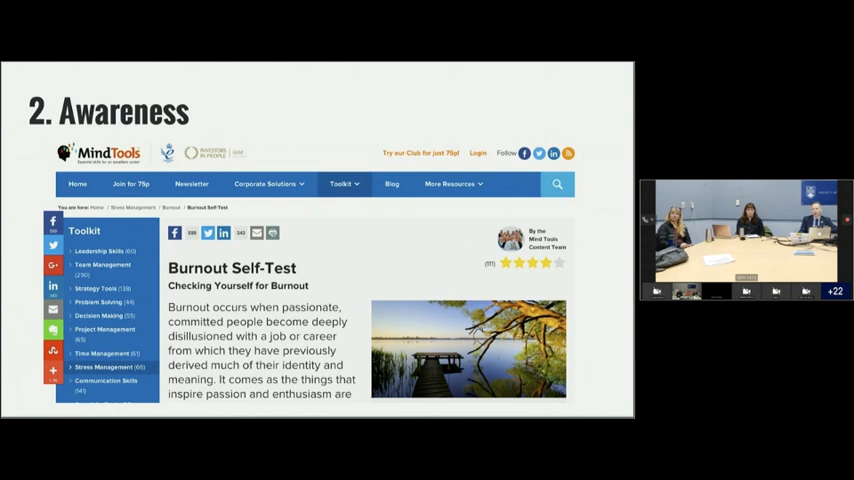 2. Awareness
MindTools
Essential skills for an excellent career
INVESTORS IN PEOPLE | Gold
Try our Club for just 75p! Login Follow
Home Join for 75p Newsletter Corporate Solutions Toolkit Blog More Resources
You are here: Home / Stress Management / Burnout / Burnout Self-Test
Toolkit
Leadership Skills (60)
Team Management
(290)
Strategy Tools (138)
Problem Solving (44)
Decision Making (55)
Project Management
(65)
Time Management (61)
Stress Management (66)
Communication Skills
(141)
598 343
By the
Mind Tools
Content Team
(111)
Burnout Self-Test
Checking Yourself for Burnout
Burnout occurs when passionate,
committed people become deeply
disillusioned with a job or career
from which they have previously
derived much of their identity and
meaning. It comes as the things that
inspire passion and enthusiasm are
+22